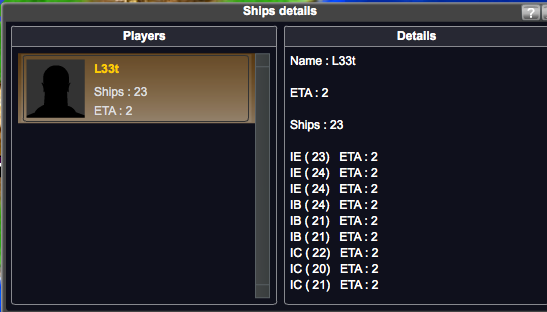 Ships details
?
Players
L33t
Ships : 23
ETA : 2
Details
Name : L33t
ETA : 2
Ships : 23
IE ( 23) ETA : 2
IE ( 24) ETA : 2
IE ( 24) ETA : 2
IB ( 24) ETA : 2
IB ( 21) ETA : 2
IB ( 21) ETA : 2
IC ( 22) ETA : 2
IC ( 20) ETA : 2
IC ( 21) ETA : 2